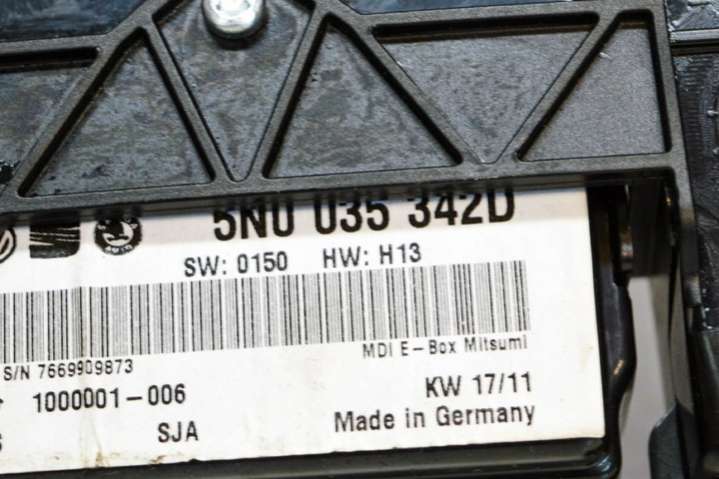 5N0 035 342D
SW: 0150 HW: H13
MDI E-Box Mitsumi
S/N 7669909873
1000001-006
KW 17/11
SJA
Made in Germany